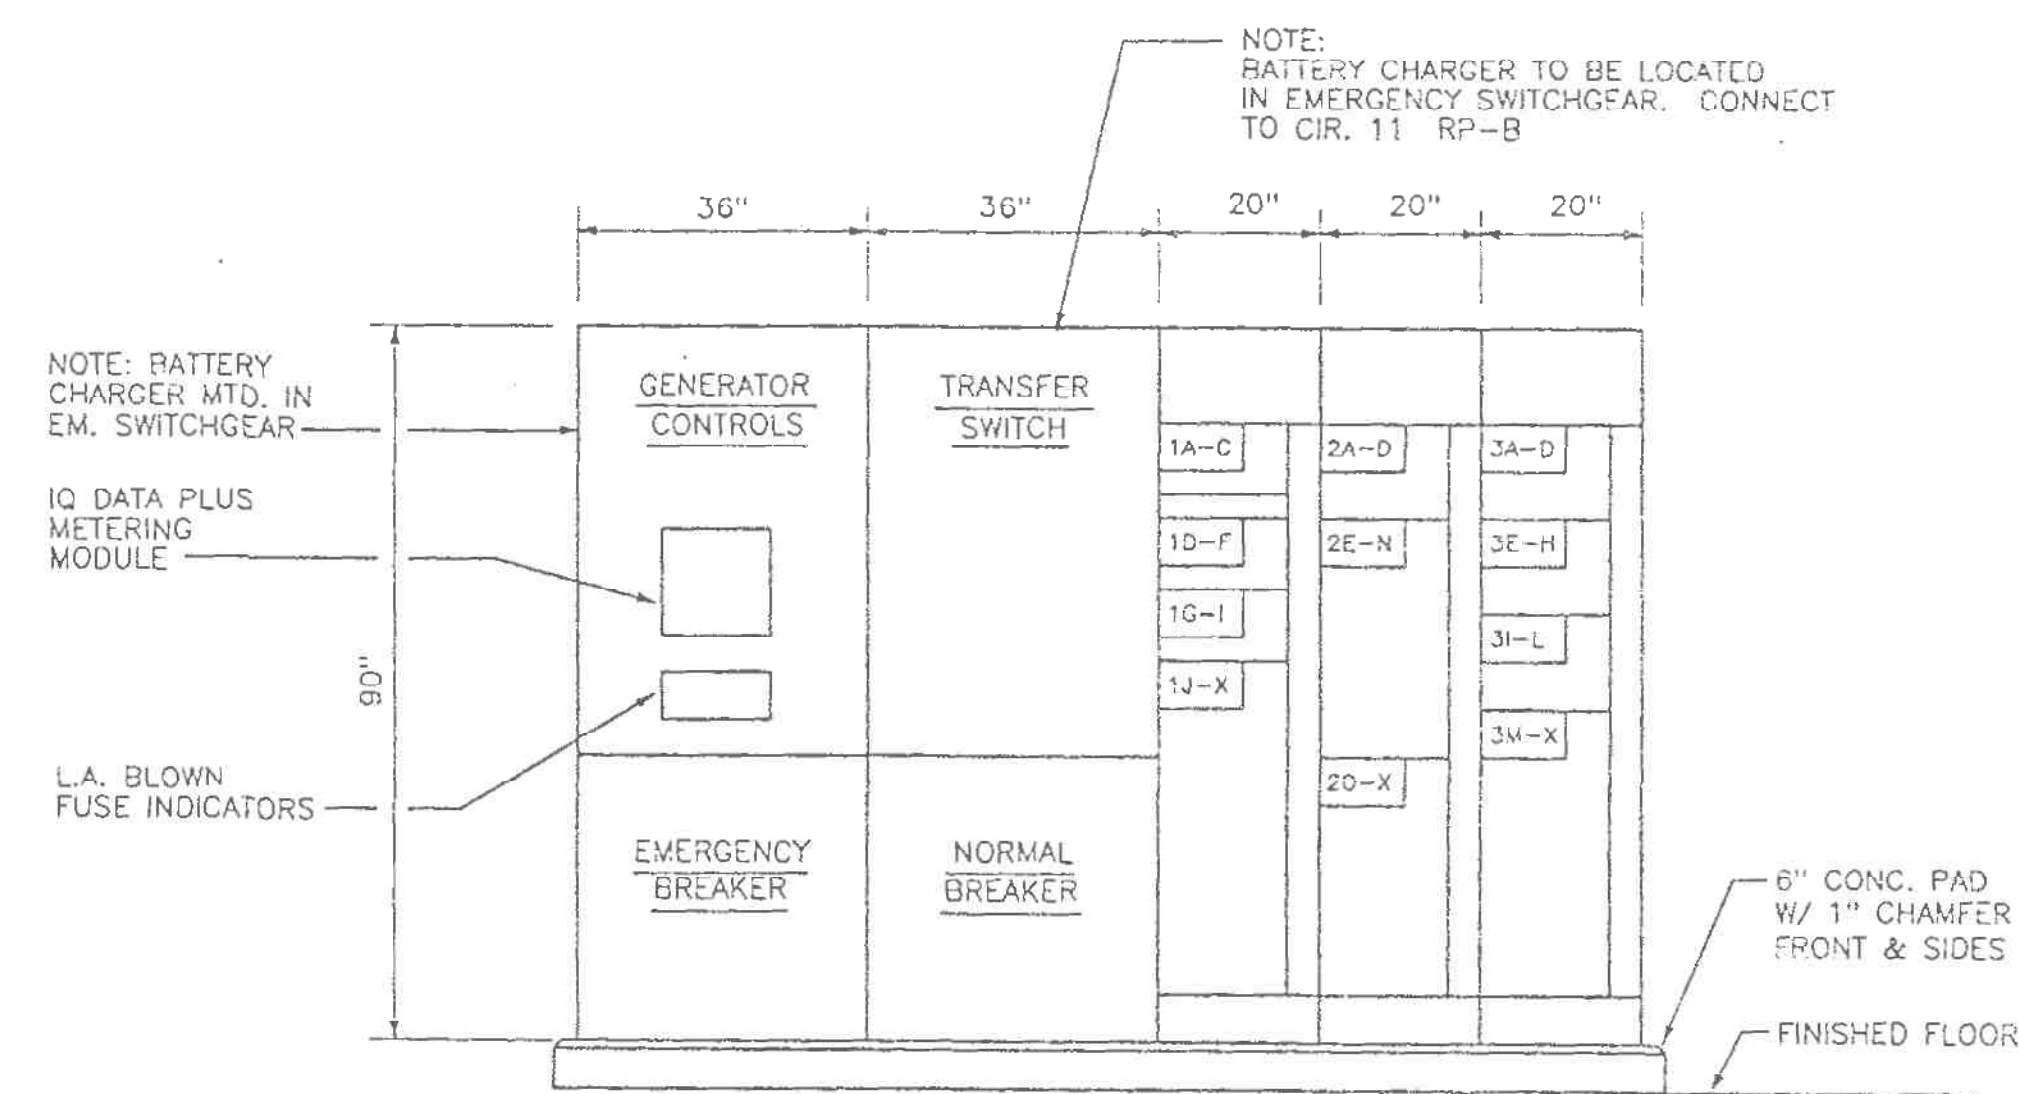 NOTE:
BATTERY CHARGER TO BE LOCATED
IN EMERGENCY SWITCHGEAR. CONNECT
TO CIR. 11 RP-B
36"
36"
20"
20"
20"
NOTE: BATTERY
CHARGER MTD. IN
EM. SWITCHGEAR
GENERATOR
CONTROLS
TRANSFER
SWITCH
1A-C
2A-D
3A-D
IQ DATA PLUS
METERING
MODULE
1D-F
2E-N
3E-H
1G-I
3I-L
90"
1J-X
3M-X
L.A. BLOWN
FUSE INDICATORS
2O-X
EMERGENCY
BREAKER
NORMAL
BREAKER
6" CONC. PAD
W/ 1" CHAMFER
FRONT & SIDES
FINISHED FLOOR